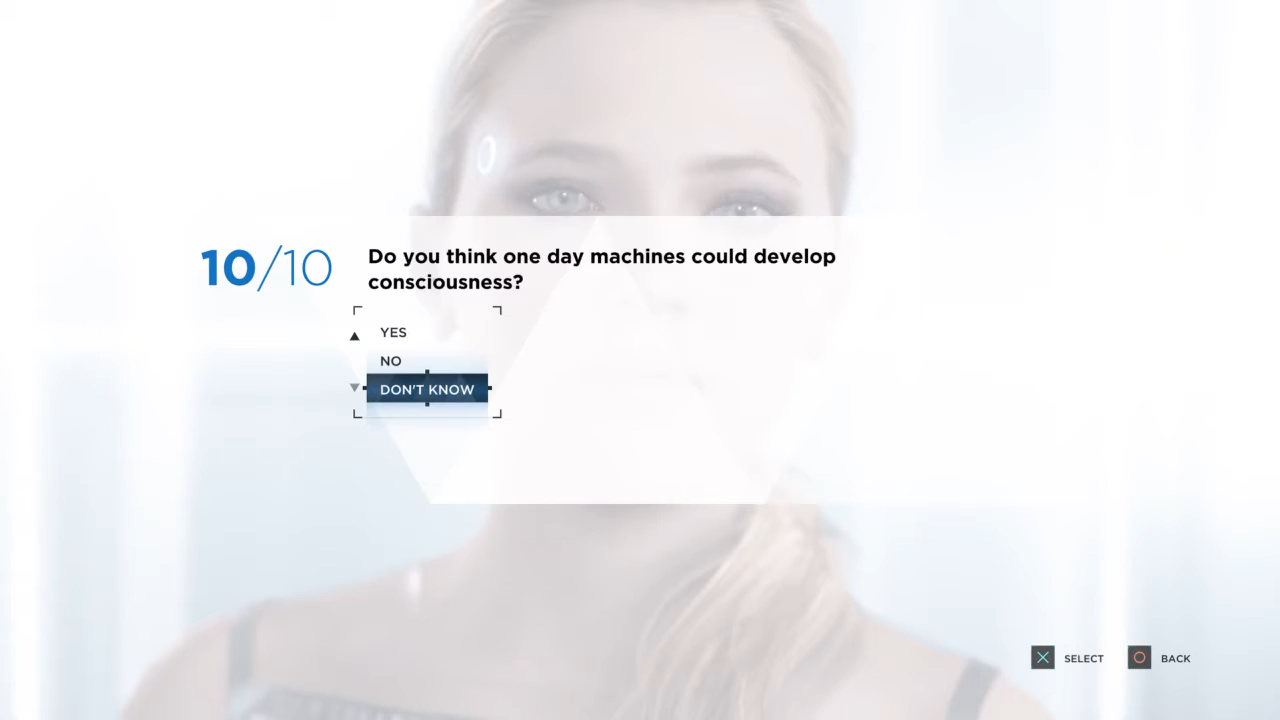 10/10
Do you think one day machines could develop
consciousness?
YES
NO
DON'T KNOW
SELECT
BACK